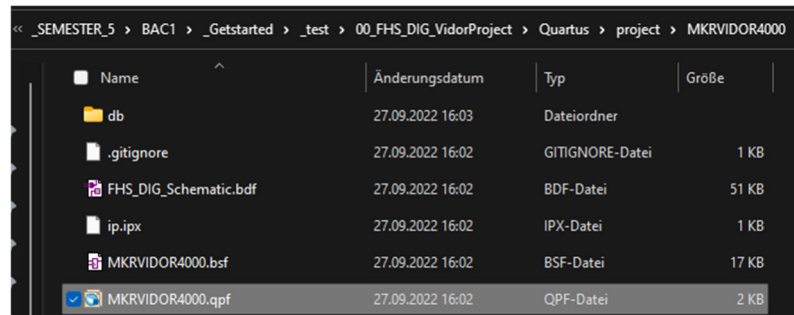 « _SEMESTER_5 › BAC1 › _Getstarted › _test › 00_FHS_DIG_VidorProject › Quartus › project › MKRVIDOR4000
Name Änderungsdatum Typ Größe
db 27.09.2022 16:03 Dateiordner
.gitignore 27.09.2022 16:02 GITIGNORE-Datei 1 KB
FHS_DIG_Schematic.bdf 27.09.2022 16:02 BDF-Datei 51 KB
ip.ipx 27.09.2022 16:02 IPX-Datei 1 KB
MKRVIDOR4000.bsf 27.09.2022 16:02 BSF-Datei 17 KB
MKRVIDOR4000.qpf 27.09.2022 16:02 QPF-Datei 2 KB